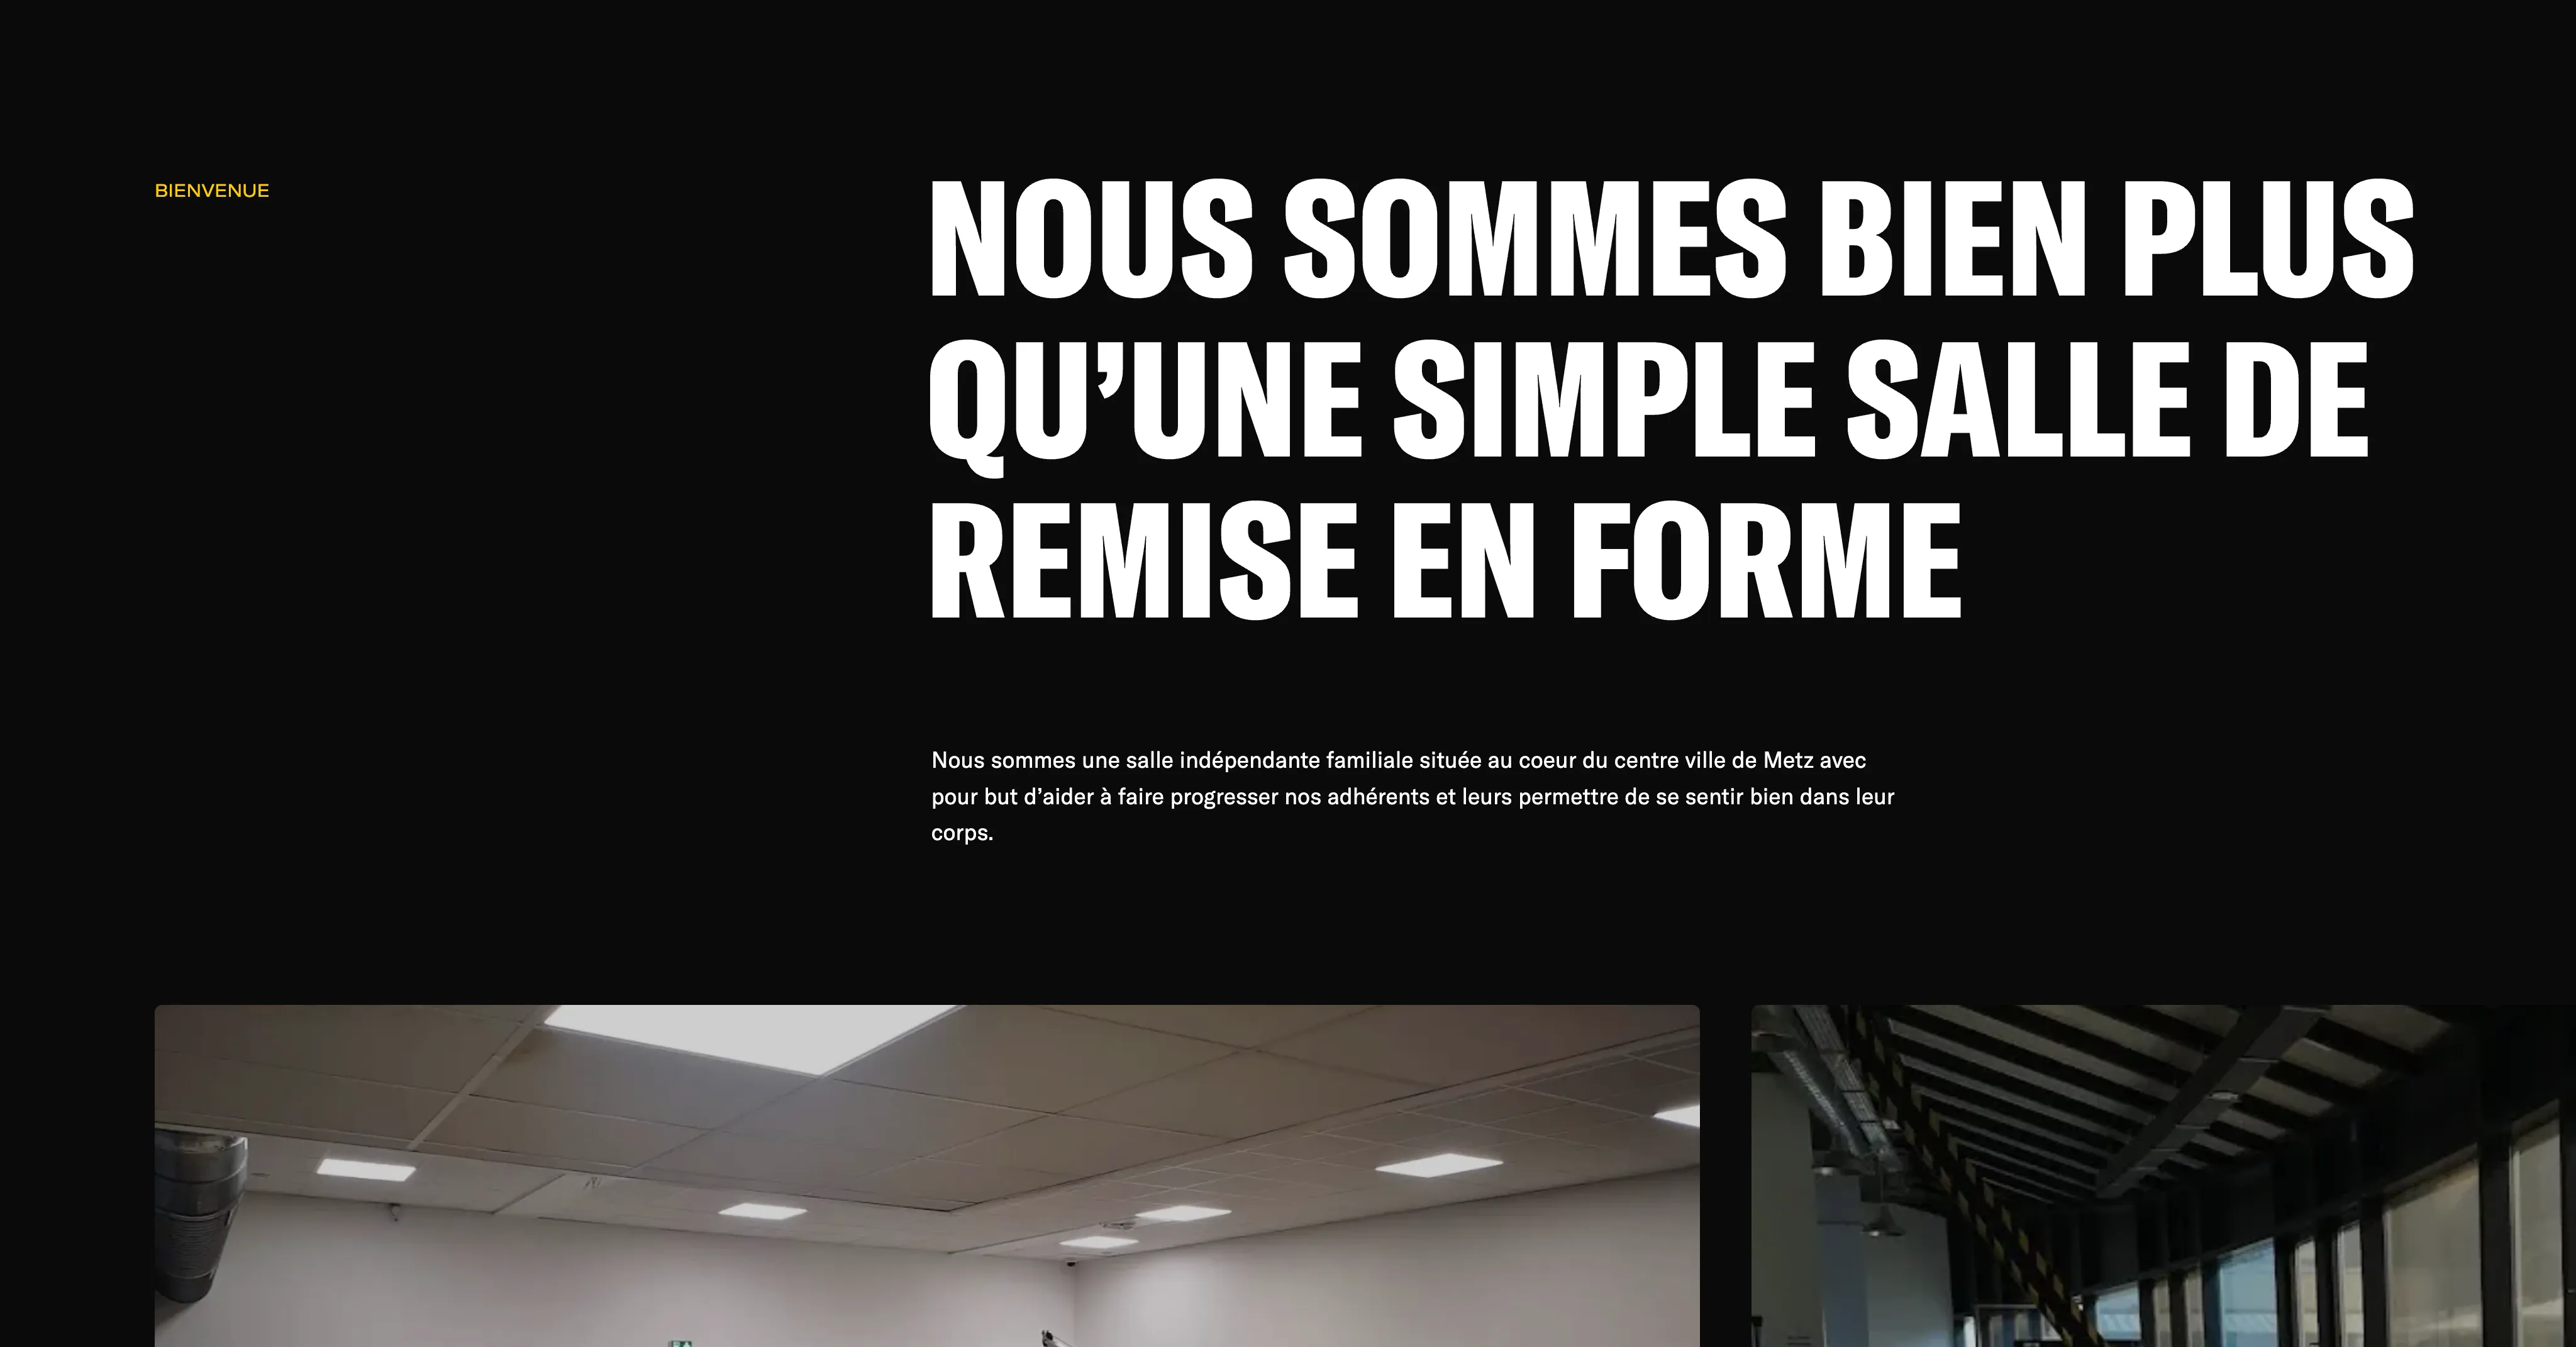 BIENVENUE
NOUS SOMMES BIEN PLUS
QU’UNE SIMPLE SALLE DE
REMISE EN FORME
Nous sommes une salle indépendante familiale située au coeur du centre ville de Metz avec
pour but d’aider à faire progresser nos adhérents et leurs permettre de se sentir bien dans leur
corps.